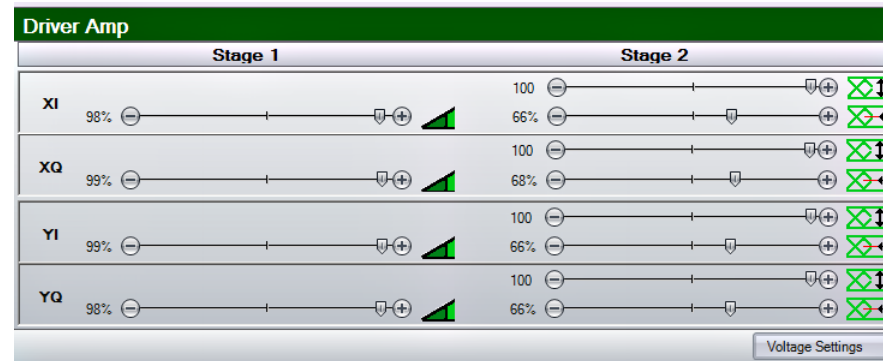 Driver Amp
Stage 1 Stage 2
100
XI 98% 66%
100
XQ 99% 68%
100
YI 99% 66%
100
YQ 98% 66%
Voltage Settings